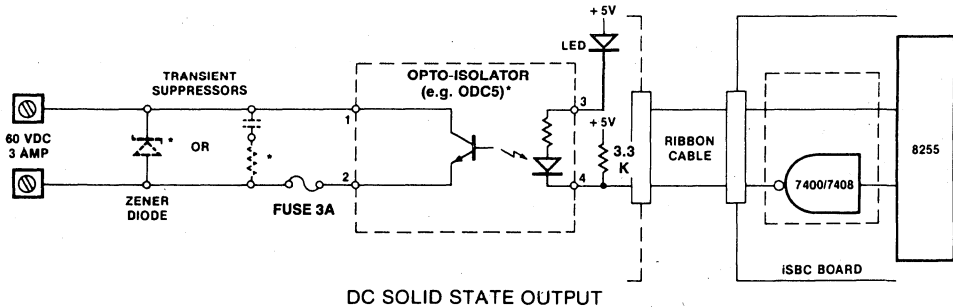 + 5V
LED
TRANSIENT
SUPPRESSORS
OPTO-ISOLATOR
(e.g. ODC5)*
60 VDC
3 AMP
OR
*
*
1
2
3
4
+ 5V
3.3
K
RIBBON
CABLE
7400/7408
8255
ZENER
DIODE
FUSE 3A
iSBC BOARD
DC SOLID STATE OUTPUT